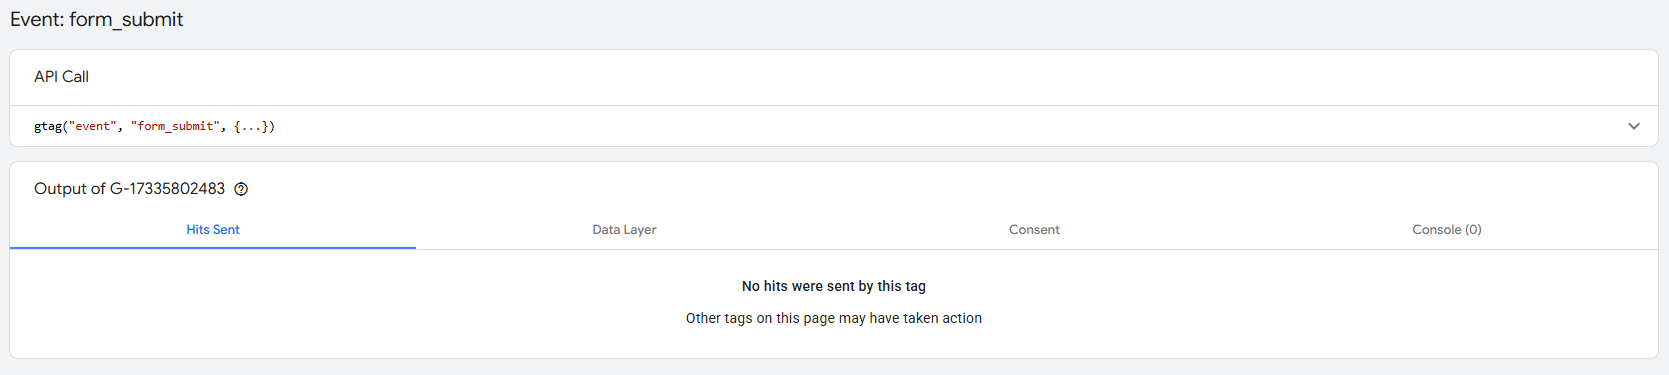 Event: form_submit
API Call
gtag("event", "form_submit", {...})
Output of G-17335802483
Hits Sent
Data Layer
Consent
Console (0)
No hits were sent by this tag
Other tags on this page may have taken action